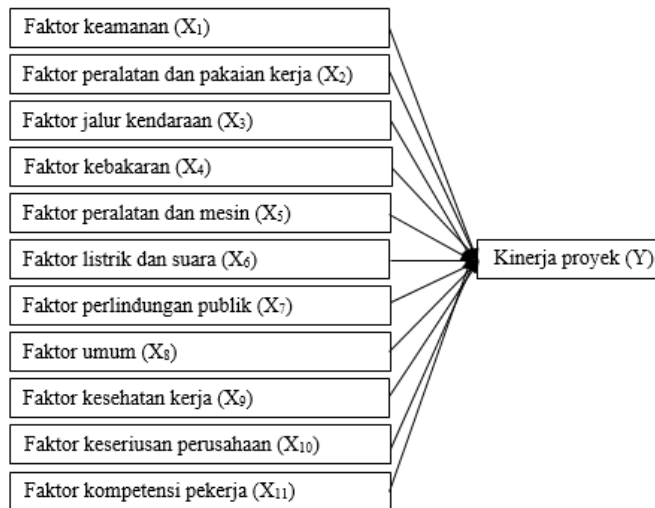 Faktor keamanan (X₁)
Faktor peralatan dan pakaian kerja (X₂)
Faktor jalur kendaraan (X₃)
Faktor kebakaran (X₄)
Faktor peralatan dan mesin (X₅)
Faktor listrik dan suara (X₆)
Faktor perlindungan publik (X₇)
Faktor umum (X₈)
Faktor kesehatan kerja (X₉)
Faktor keseriusan perusahaan (X₁₀)
Faktor kompetensi pekerja (X₁₁)
Kinerja proyek (Y)